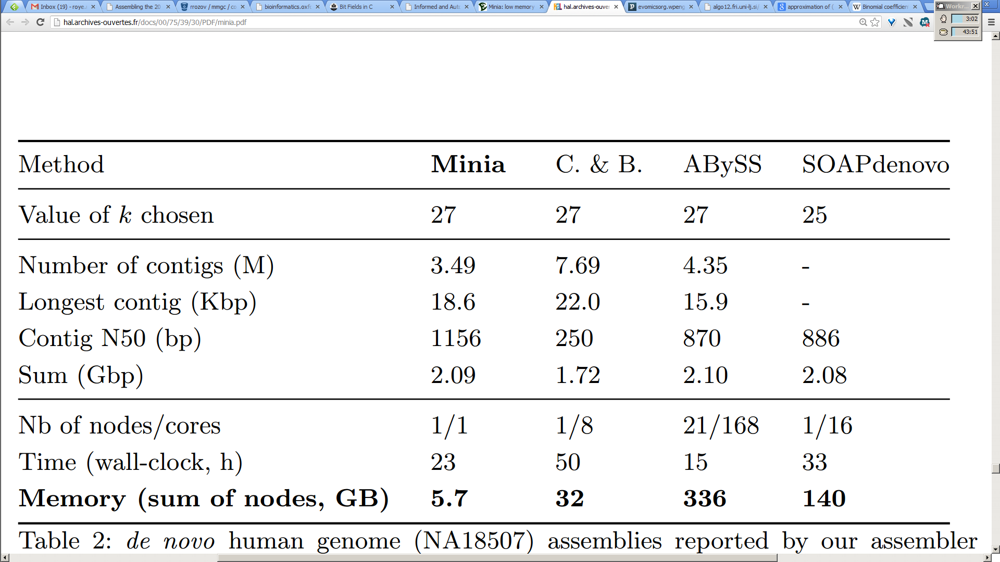 Inbox (19) - roye. Assembling the 20 rrozov / mmgc / co bioinformatics.oxfo Bit Fields in C Informed and Auto Minia: low memory hal.archives-ouver evomicsorg.wpeng algo12.fri.uni-lj.si/ approximation of ( Binomial coefficien Workr...
hal.archives-ouvertes.fr/docs/00/75/39/30/PDF/minia.pdf
3:02
43:51
Method Minia C. & B. ABySS SOAPdenovo
Value of k chosen 27 27 27 25
Number of contigs (M) 3.49 7.69 4.35 -
Longest contig (Kbp) 18.6 22.0 15.9 -
Contig N50 (bp) 1156 250 870 886
Sum (Gbp) 2.09 1.72 2.10 2.08
Nb of nodes/cores 1/1 1/8 21/168 1/16
Time (wall-clock, h) 23 50 15 33
Memory (sum of nodes, GB) 5.7 32 336 140
Table 2: de novo human genome (NA18507) assemblies reported by our assembler